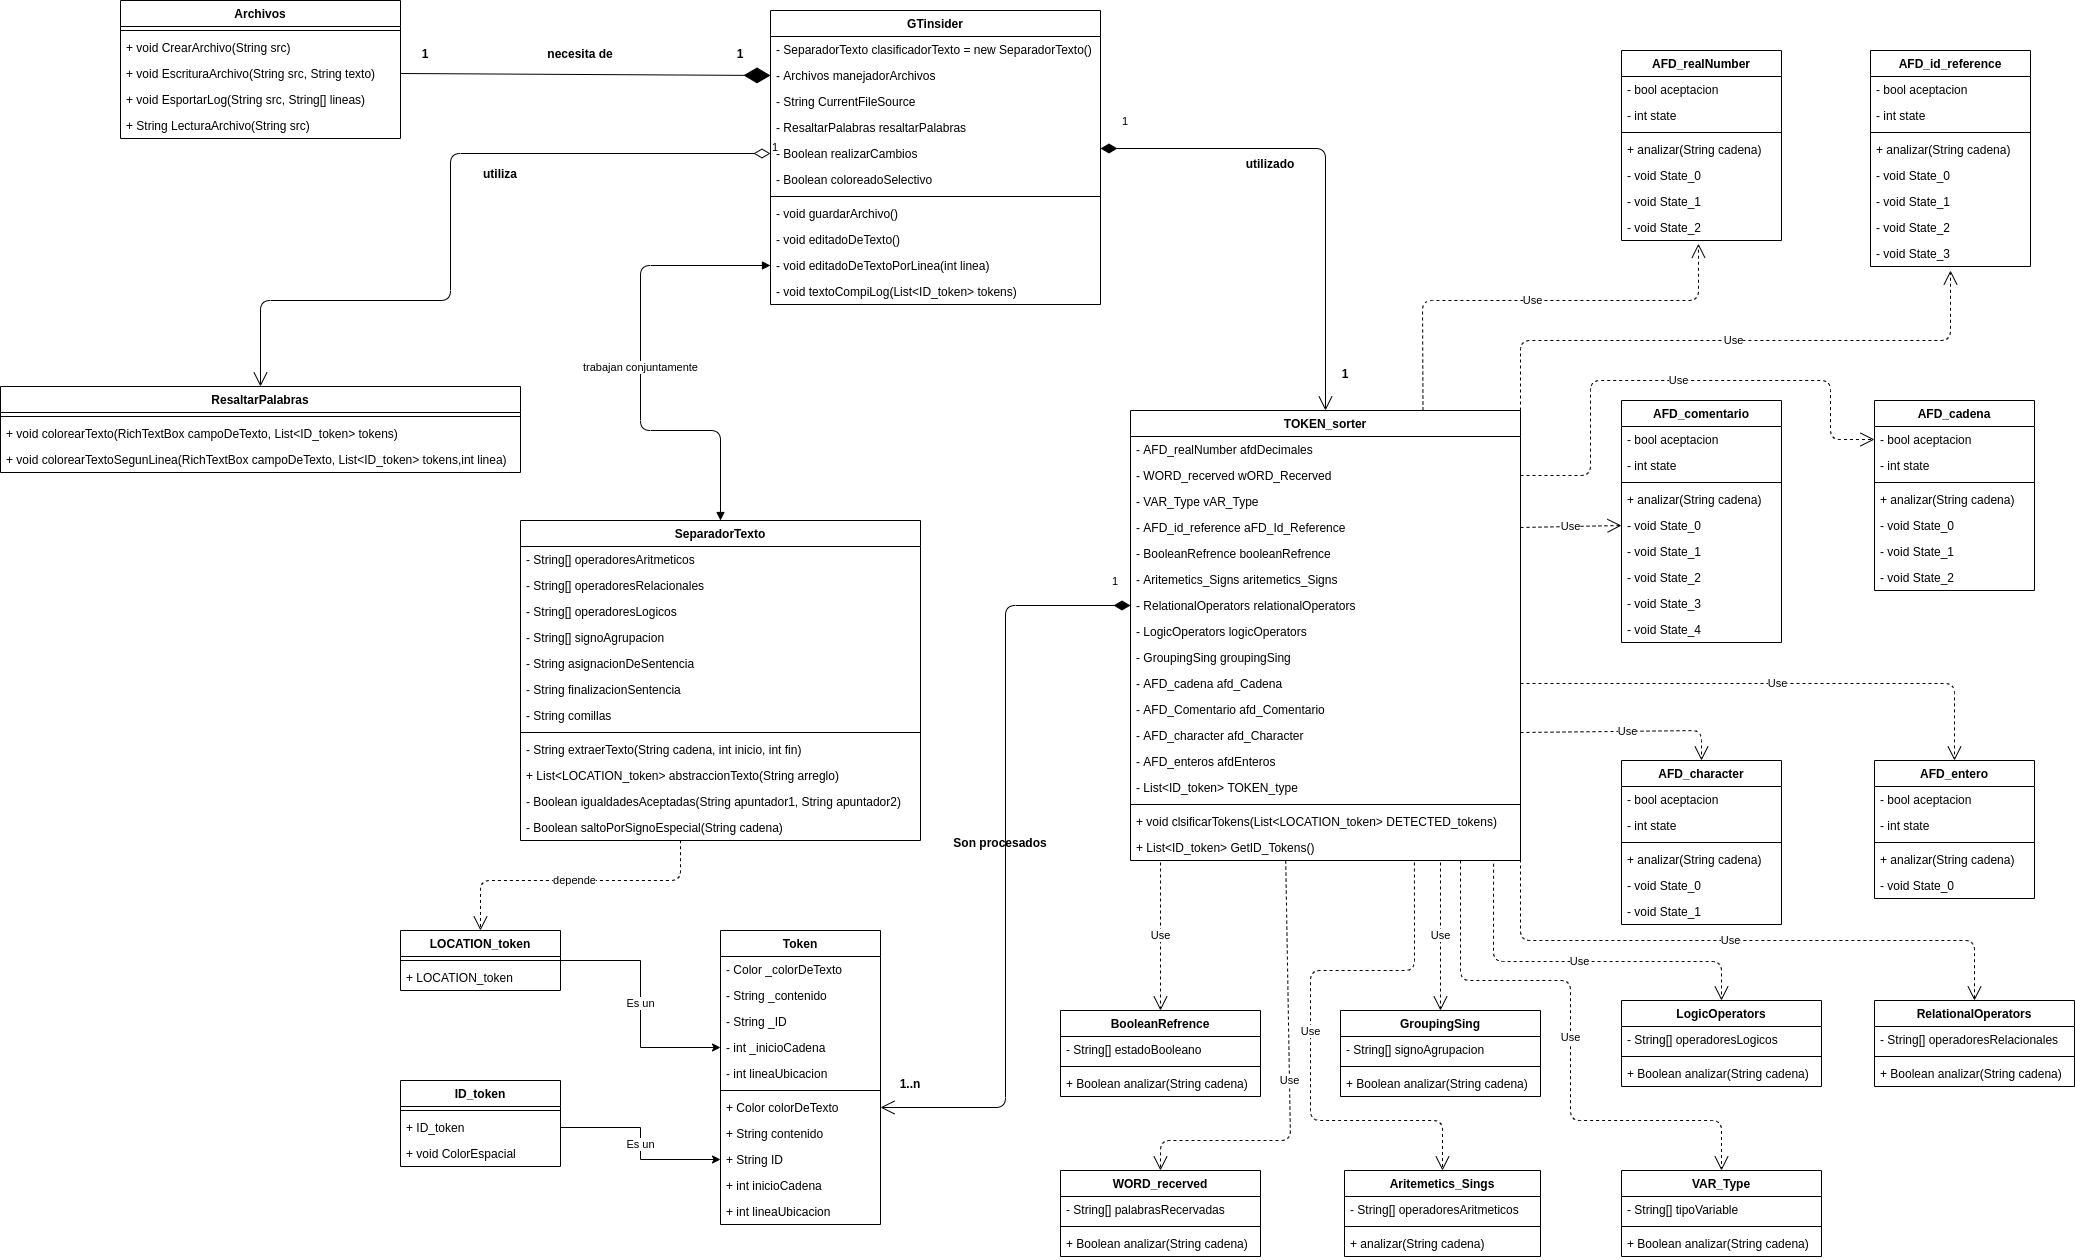 Archivos
+ void CrearArchivo(String src)
+ void EscrituraArchivo(String src, String texto)
+ void EsportarLog(String src, String[] lineas)
+ String LecturaArchivo(String src)
1
necesita de
1
GTinsider
- SeparadorTexto clasificadorTexto = new SeparadorTexto()
- Archivos manejadorArchivos
- String CurrentFileSource
- ResaltarPalabras resaltarPalabras
- Boolean realizarCambios
- Boolean coloreadoSelectivo
- void guardarArchivo()
- void editadoDeTexto()
- void editadoDeTextoPorLinea(int linea)
- void textoCompiLog(List<ID_token> tokens)
1
utiliza
1
utilizado
1
trabajan conjuntamente
ResaltarPalabras
+ void colorearTexto(RichTextBox campoDeTexto, List<ID_token> tokens)
+ void colorearTextoSegunLinea(RichTextBox campoDeTexto, List<ID_token> tokens,int linea)
SeparadorTexto
- String[] operadoresAritmeticos
- String[] operadoresRelacionales
- String[] operadoresLogicos
- String[] signoAgrupacion
- String asignacionDeSentencia
- String finalizacionSentencia
- String comillas
- String extraerTexto(String cadena, int inicio, int fin)
+ List<LOCATION_token> abstraccionTexto(String arreglo)
- Boolean igualdadesAceptadas(String apuntador1, String apuntador2)
- Boolean saltoPorSignoEspecial(String cadena)
depende
LOCATION_token
+ LOCATION_token
Es un
ID_token
+ ID_token
+ void ColorEspacial
Es un
Token
- Color _colorDeTexto
- String _contenido
- String _ID
- int _inicioCadena
- int lineaUbicacion
+ Color colorDeTexto
+ String contenido
+ String ID
+ int inicioCadena
+ int lineaUbicacion
1..n
Son procesados
1
TOKEN_sorter
- AFD_realNumber afdDecimales
- WORD_recerved wORD_Recerved
- VAR_Type vAR_Type
- AFD_id_reference aFD_Id_Reference
- BooleanRefrence booleanRefrence
- Aritemetics_Signs aritemetics_Signs
- RelationalOperators relationalOperators
- LogicOperators logicOperators
- GroupingSing groupingSing
- AFD_cadena afd_Cadena
- AFD_Comentario afd_Comentario
- AFD_character afd_Character
- AFD_enteros afdEnteros
- List<ID_token> TOKEN_type
+ void clsificarTokens(List<LOCATION_token> DETECTED_tokens)
+ List<ID_token> GetID_Tokens()
AFD_realNumber
- bool aceptacion
- int state
+ analizar(String cadena)
- void State_0
- void State_1
- void State_2
AFD_id_reference
- bool aceptacion
- int state
+ analizar(String cadena)
- void State_0
- void State_1
- void State_2
- void State_3
Use
Use
Use
AFD_comentario
- bool aceptacion
- int state
+ analizar(String cadena)
- void State_0
- void State_1
- void State_2
- void State_3
- void State_4
Use
AFD_cadena
- bool aceptacion
- int state
+ analizar(String cadena)
- void State_0
- void State_1
- void State_2
Use
Use
AFD_character
- bool aceptacion
- int state
+ analizar(String cadena)
- void State_0
- void State_1
AFD_entero
- bool aceptacion
- int state
+ analizar(String cadena)
- void State_0
Use
Use
Use
Use
Use
Use
Use
BooleanRefrence
- String[] estadoBooleano
+ Boolean analizar(String cadena)
GroupingSing
- String[] signoAgrupacion
+ Boolean analizar(String cadena)
LogicOperators
- String[] operadoresLogicos
+ Boolean analizar(String cadena)
RelationalOperators
- String[] operadoresRelacionales
+ Boolean analizar(String cadena)
WORD_recerved
- String[] palabrasRecervadas
+ Boolean analizar(String cadena)
Aritemetics_Sings
- String[] operadoresAritmeticos
+ analizar(String cadena)
VAR_Type
- String[] tipoVariable
+ Boolean analizar(String cadena)